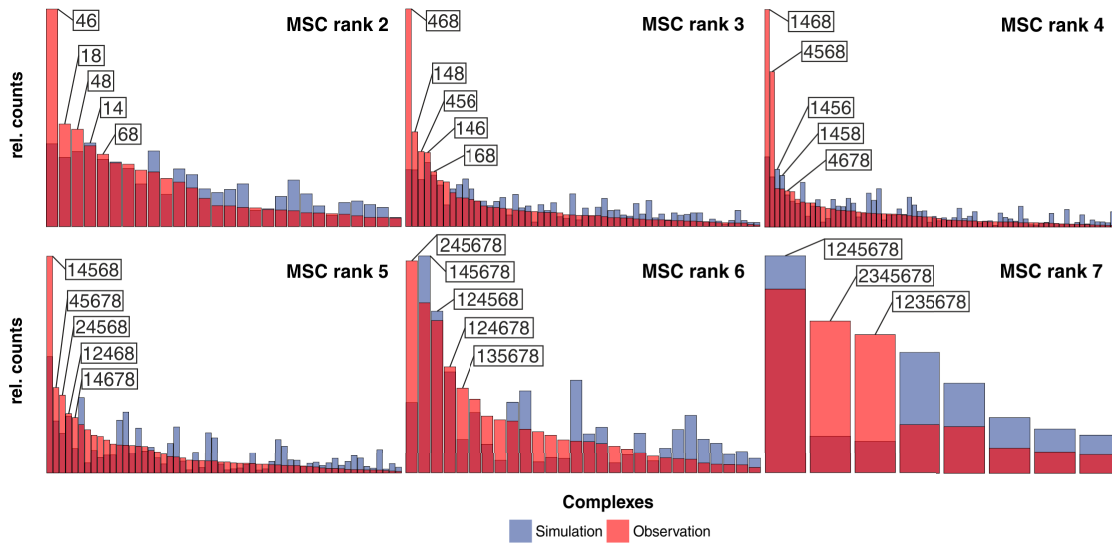 MSC rank 2
46
18
48
14
68
MSC rank 3
468
148
456
146
168
MSC rank 4
1468
4568
1456
1458
4678
rel. counts
MSC rank 5
14568
45678
24568
12468
14678
MSC rank 6
245678
145678
124568
124678
135678
MSC rank 7
1245678
2345678
1235678
rel. counts
Complexes
Simulation Observation